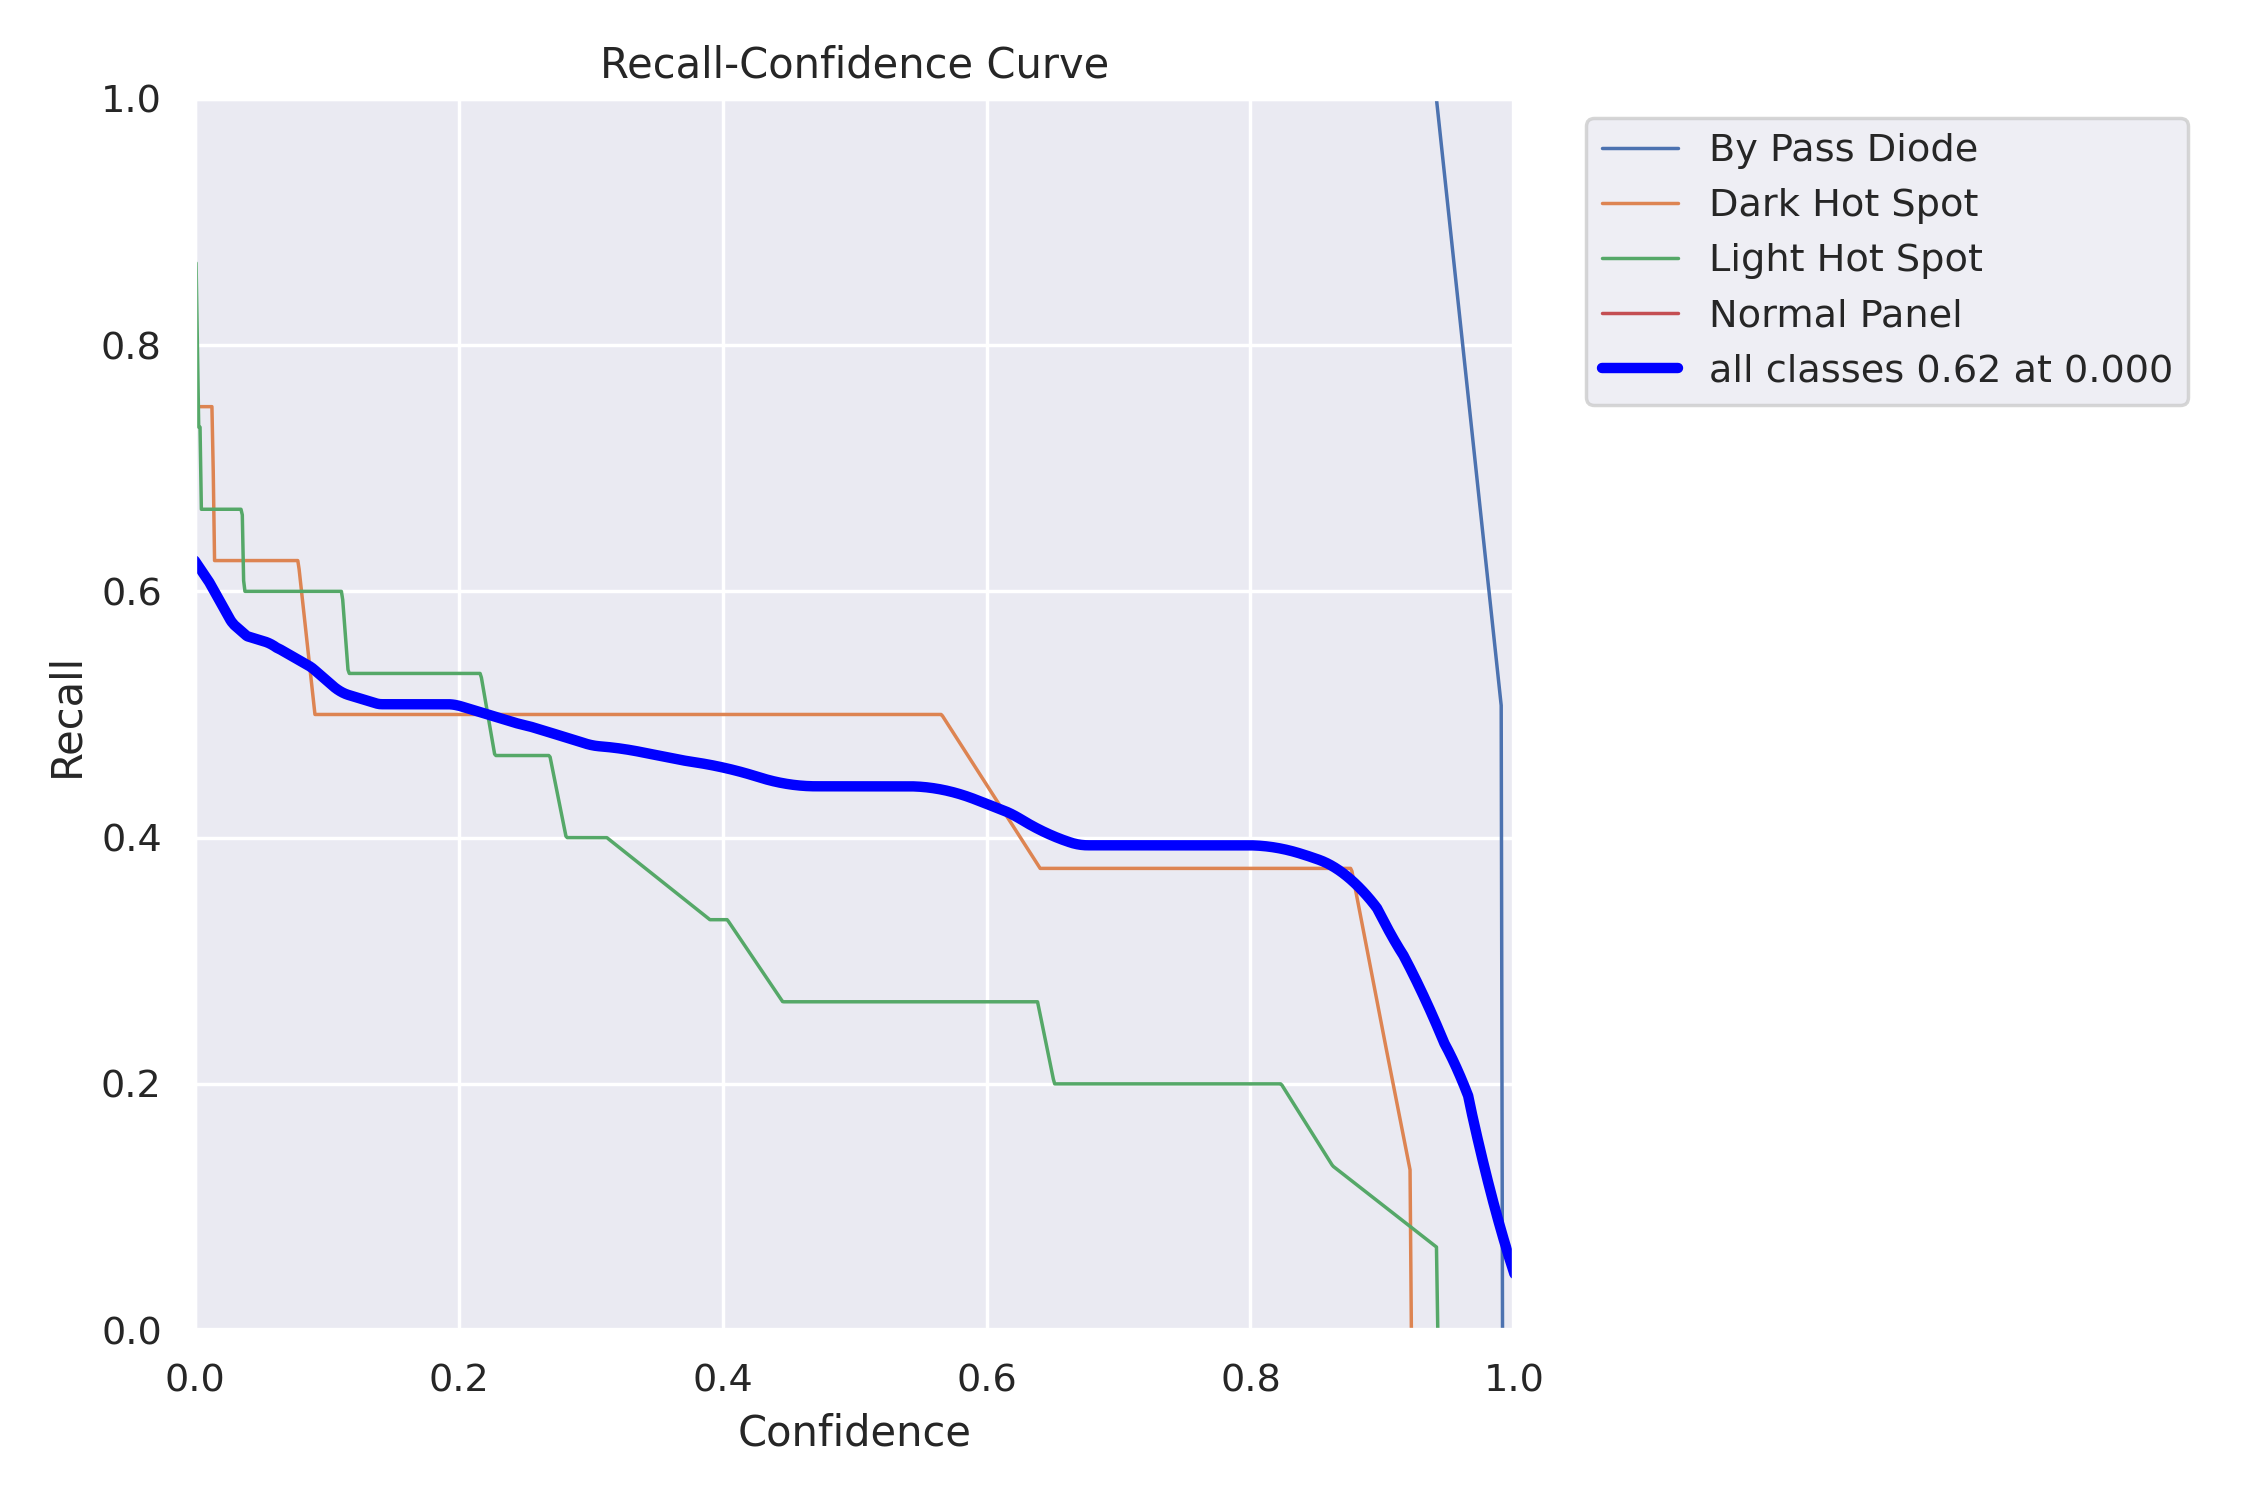 Recall-Confidence Curve
1.0
0.8
0.6
0.4
0.2
0.0
Recall
0.0 0.2 0.4 0.6 0.8 1.0
Confidence
By Pass Diode
Dark Hot Spot
Light Hot Spot
Normal Panel
all classes 0.62 at 0.000